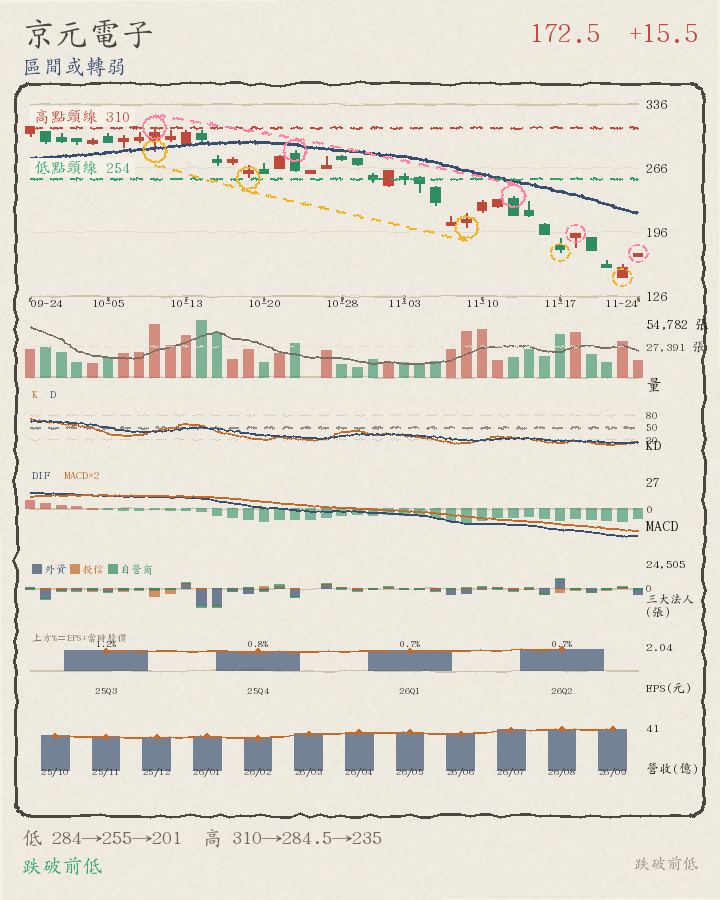 京元電子
172.5 +15.5
區間或轉弱
336
高點頸線 310
266
低點頸線 254
196
126
09-24 10-05 10-13 10-20 10-28 11-03 11-10 11-17 11-24
54,782 張
27,391 張
量
K D
80
50
20
KD
DIF MACD×2
27
0
MACD
24,505
外資 投信 自營商
0
三大法人
(張)
上方%=EPS÷當時股價
1.2% 0.8% 0.7% 0.7%
2.04
25Q3 25Q4 26Q1 26Q2
EPS(元)
41
25/10 25/11 25/12 26/01 26/02 26/03 26/04 26/05 26/06 26/07 26/08 26/09
營收(億)
低 284→255→201 高 310→284.5→235
跌破前低
跌破前低